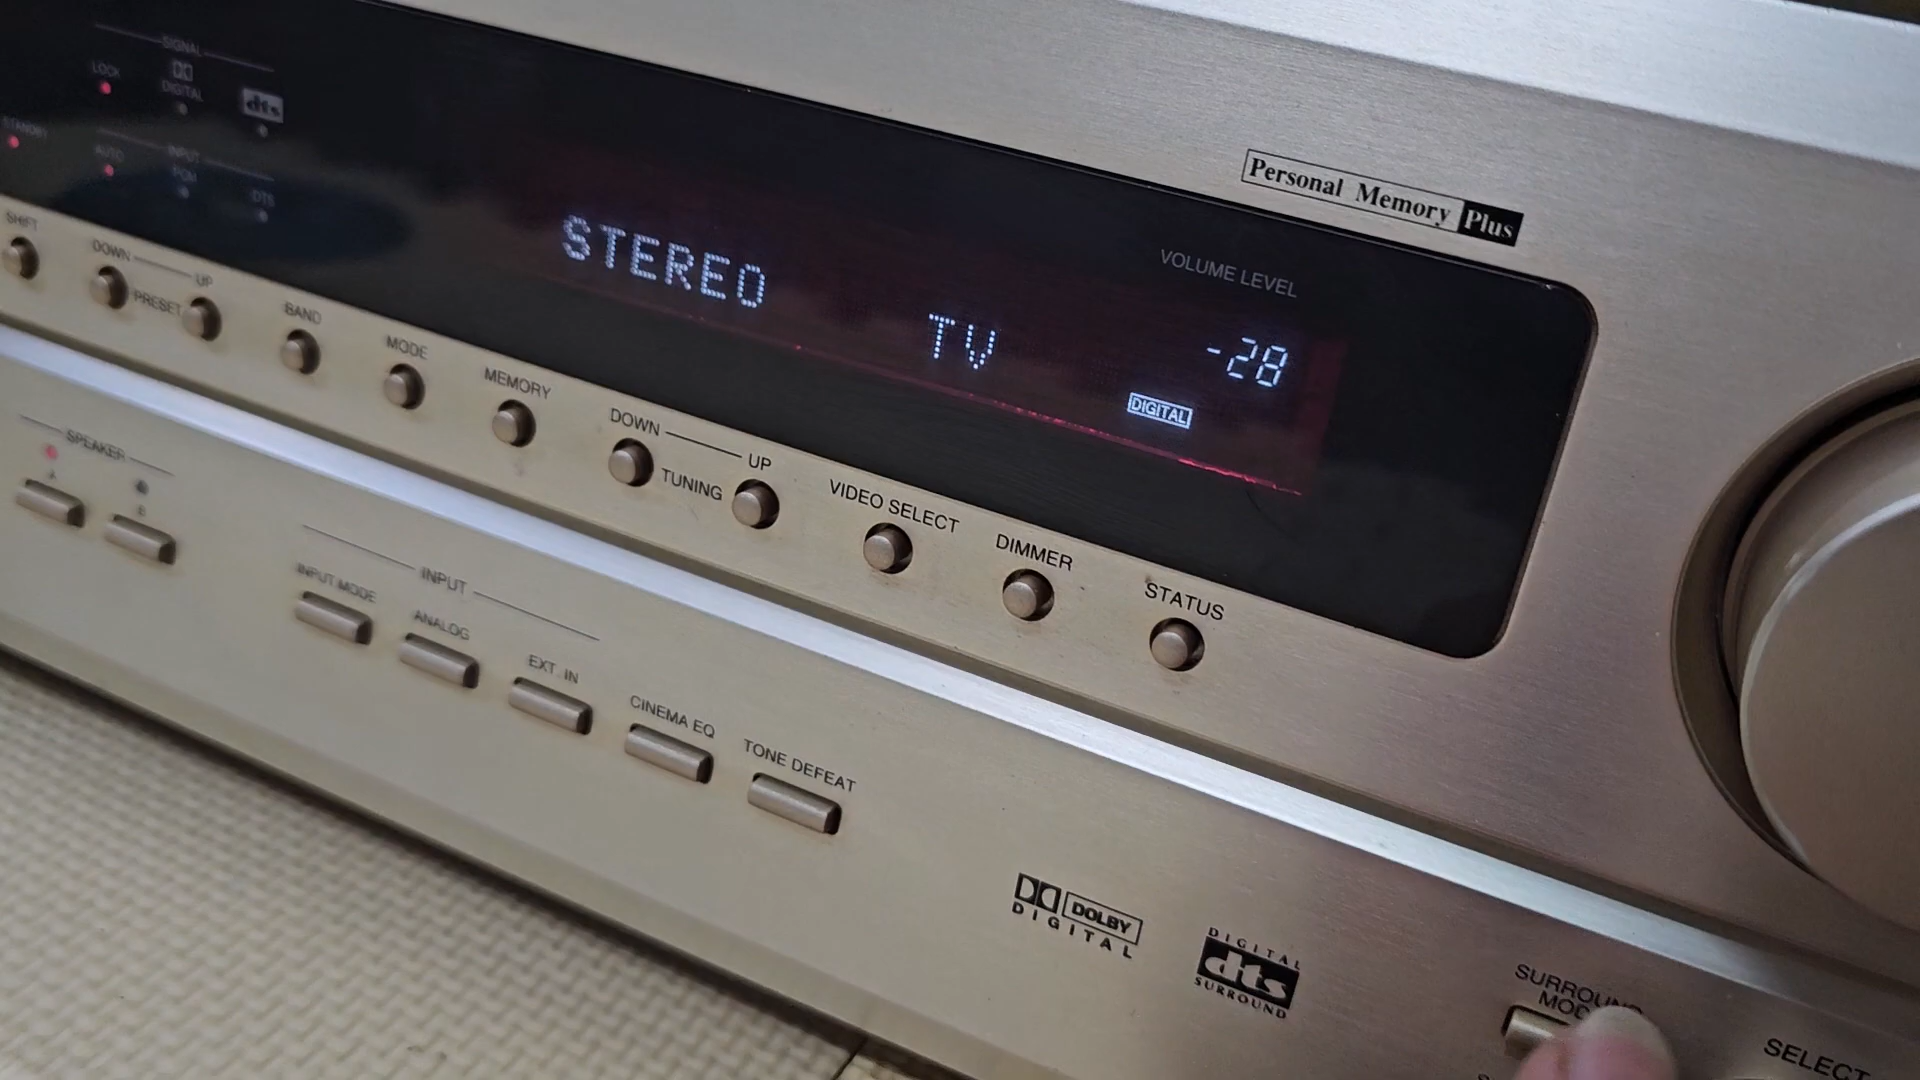 SIGNAL
LOCK
DIGITAL
dts
STANDBY
AUTO
INPUT
PCM
DTS
Personal Memory Plus
VOLUME LEVEL
STEREO
TV
-28
DIGITAL
SHIFT
DOWN
UP
PRESET
BAND
MODE
MEMORY
DOWN
UP
TUNING
VIDEO SELECT
DIMMER
STATUS
SPEAKER
A
B
INPUT
INPUT MODE
ANALOG
EXT. IN
CINEMA EQ
TONE DEFEAT
DOLBY
DIGITAL
DIGITAL
dts
SURROUND
SURROUND
MODE
SELECT